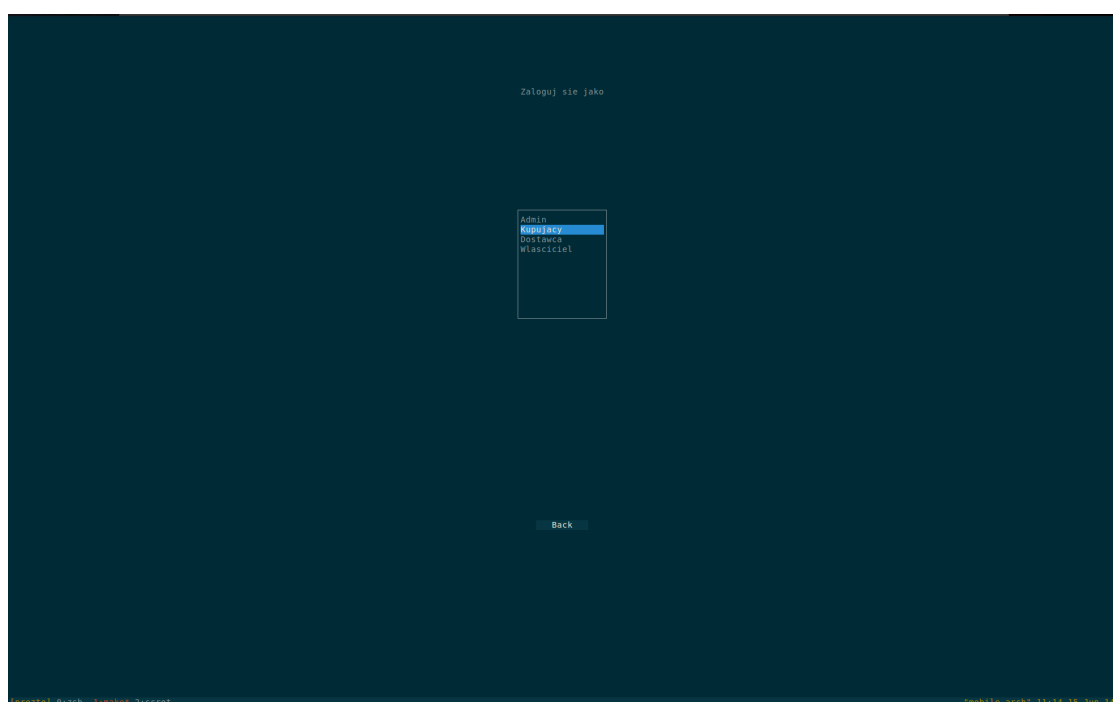 Zaloguj sie jako
Admin
Kupujacy
Dostawca
Wlasciciel
Back